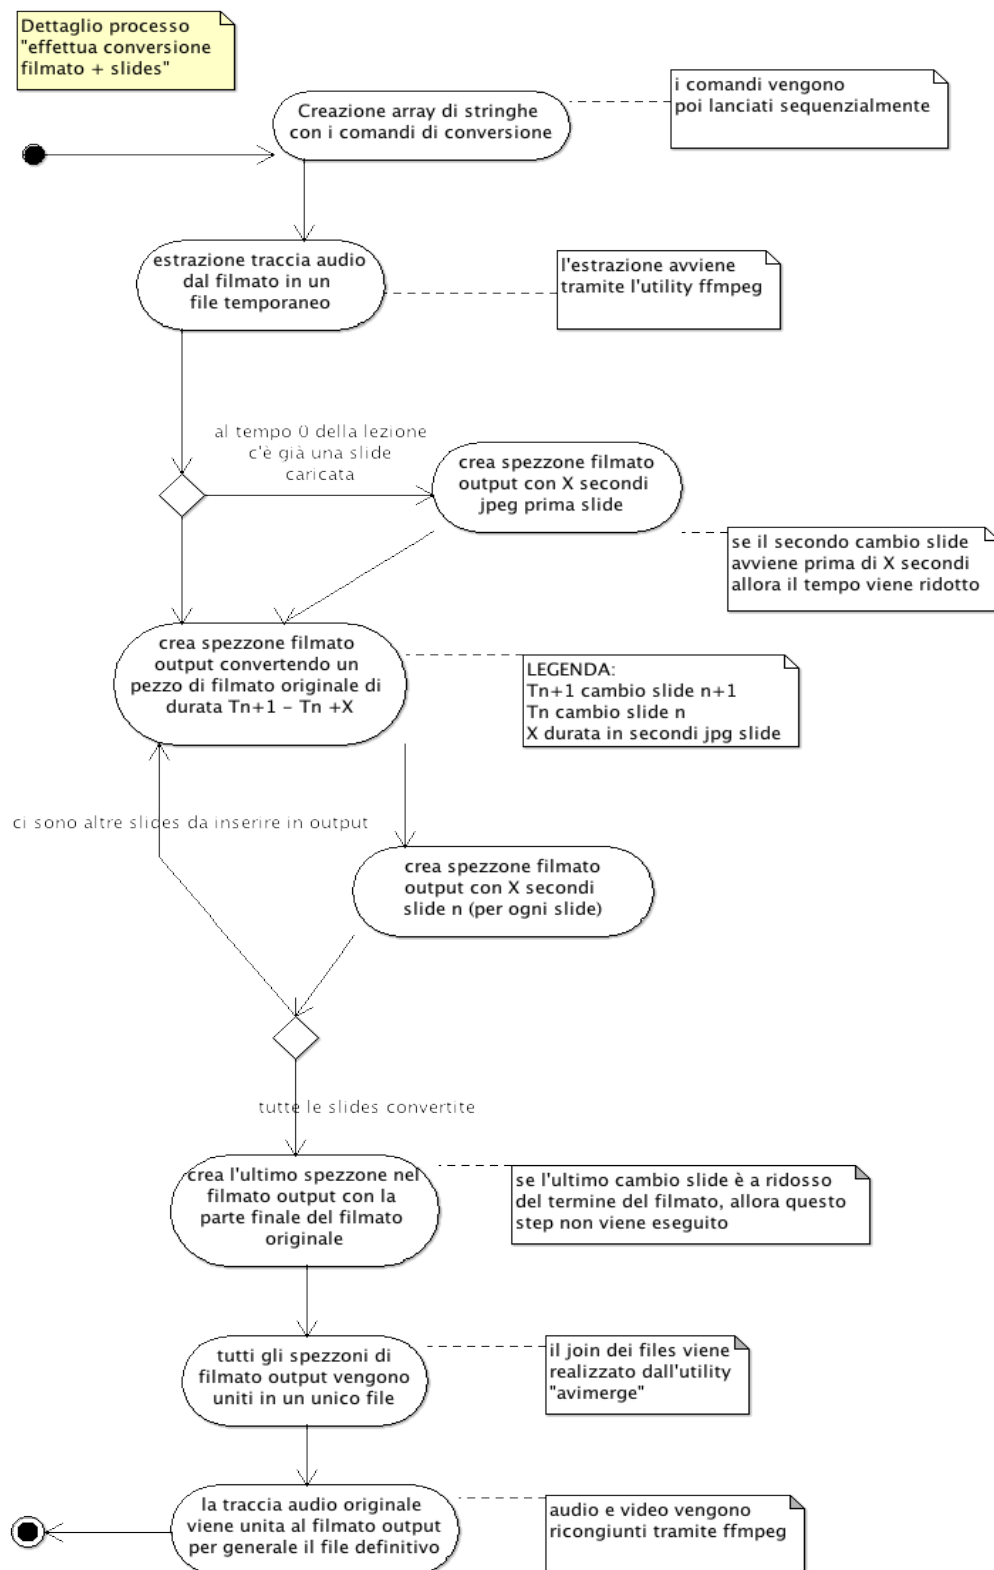 Dettaglio processo
"effettua conversione
filmato + slides"
i comandi vengono
poi lanciati sequenzialmente
Creazione array di stringhe
con i comandi di conversione
estrazione traccia audio
dal filmato in un
file temporaneo
l'estrazione avviene
tramite l'utility ffmpeg
al tempo 0 della lezione
c'è già una slide
caricata
crea spezzone filmato
output con X secondi
jpeg prima slide
se il secondo cambio slide
avviene prima di X secondi
allora il tempo viene ridotto
crea spezzone filmato
output convertendo un
pezzo di filmato originale di
durata Tn+1 - Tn +X
LEGENDA:
Tn+1 cambio slide n+1
Tn cambio slide n
X durata in secondi jpg slide
ci sono altre slides da inserire in output
crea spezzone filmato
output con X secondi
slide n (per ogni slide)
tutte le slides convertite
crea l'ultimo spezzone nel
filmato output con la
parte finale del filmato
originale
se l'ultimo cambio slide è a ridosso
del termine del filmato, allora questo
step non viene eseguito
tutti gli spezzoni di
filmato output vengono
uniti in un unico file
il join dei files viene
realizzato dall'utility
"avimerge"
la traccia audio originale
viene unita al filmato output
per generale il file definitivo
audio e video vengono
ricongiunti tramite ffmpeg